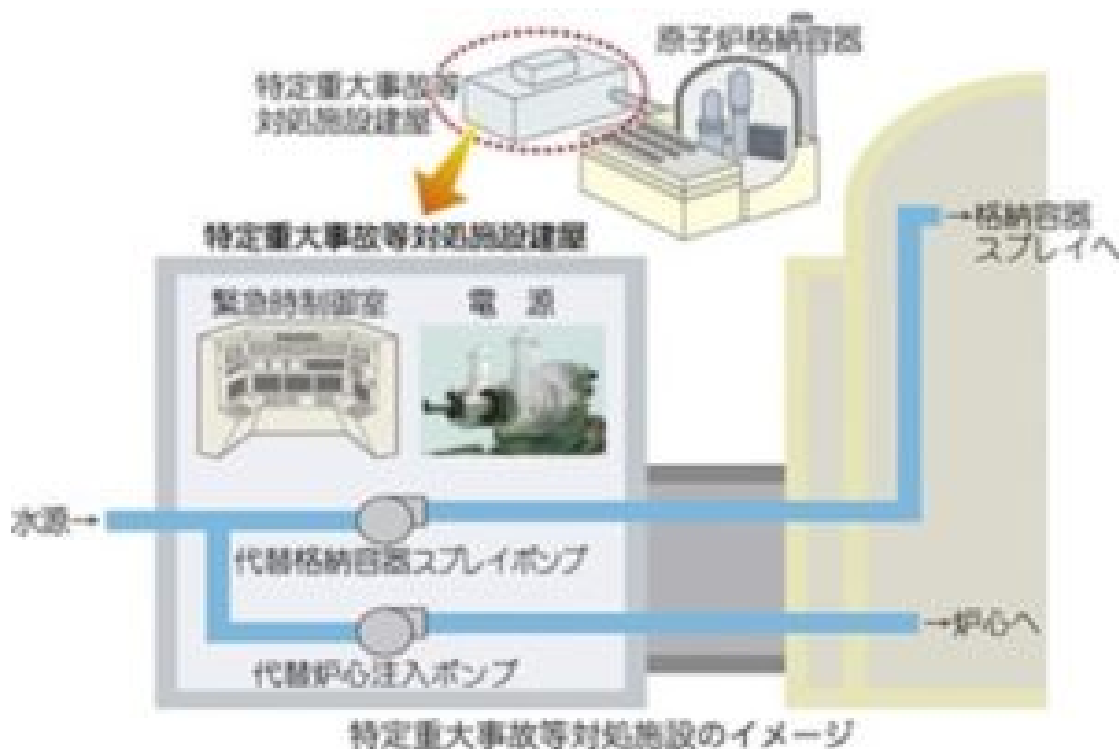 原子炉格納容器
特定重大事故等
対処施設建屋
特定重大事故等対処施設建屋
緊急時制御室
電 源
→格納容器
スプレイへ
水源→
代替格納容器スプレイポンプ
→炉心へ
代替炉心注入ポンプ
特定重大事故等対処施設のイメージ